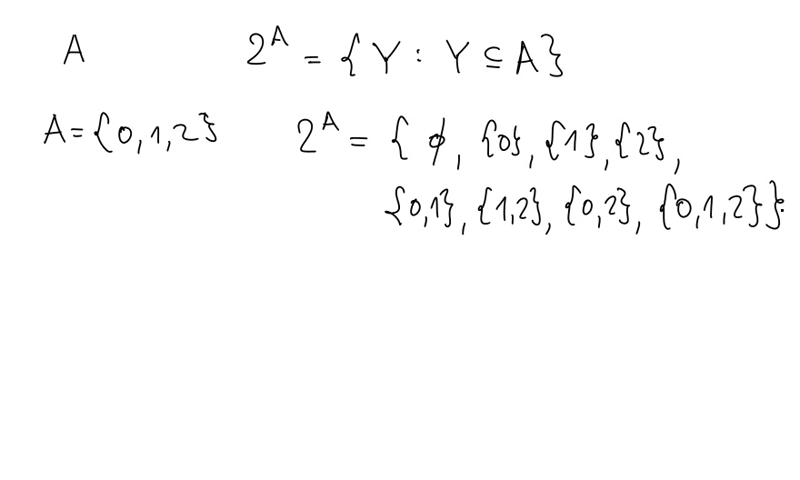 A 2^A = { Y : Y ⊆ A }
A = {0, 1, 2} 2^A = { ∅, {0}, {1}, {2},
{0,1}, {1,2}, {0,2}, {0,1,2}}.